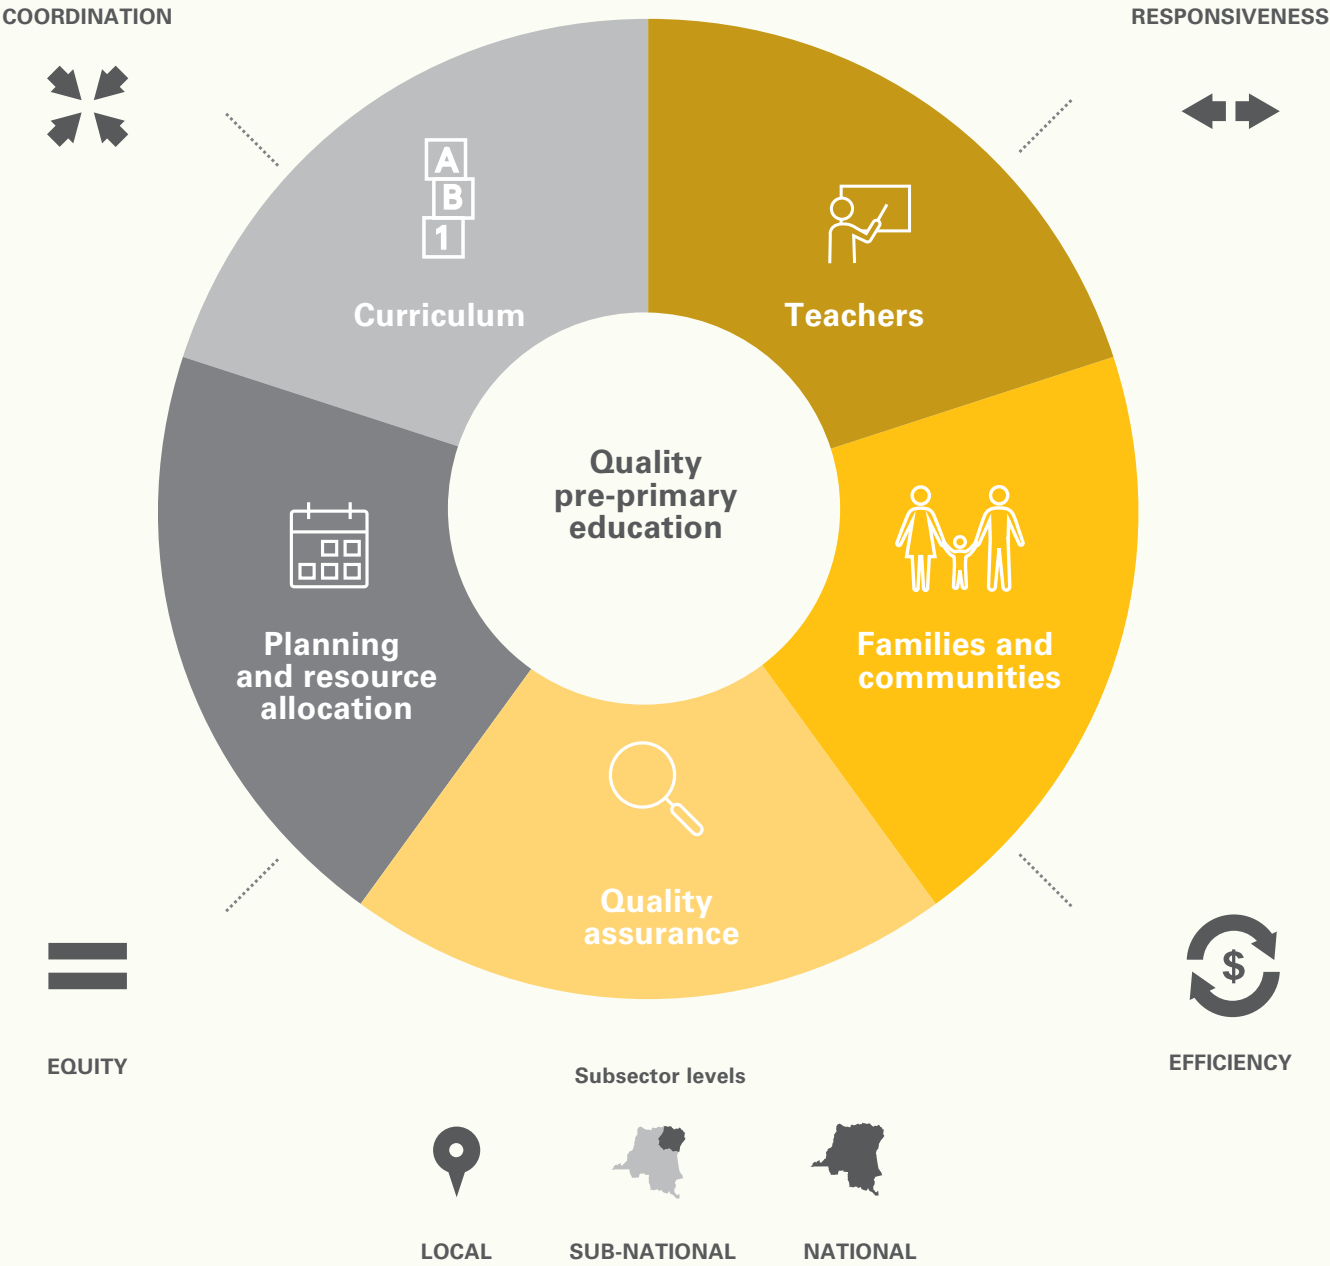 COORDINATION
RESPONSIVENESS
A
B
1
Curriculum
Teachers
Quality
pre-primary
education
Planning
and resource
allocation
Families and
communities
Quality
assurance
$
EQUITY
EFFICIENCY
Subsector levels
LOCAL
SUB-NATIONAL
NATIONAL